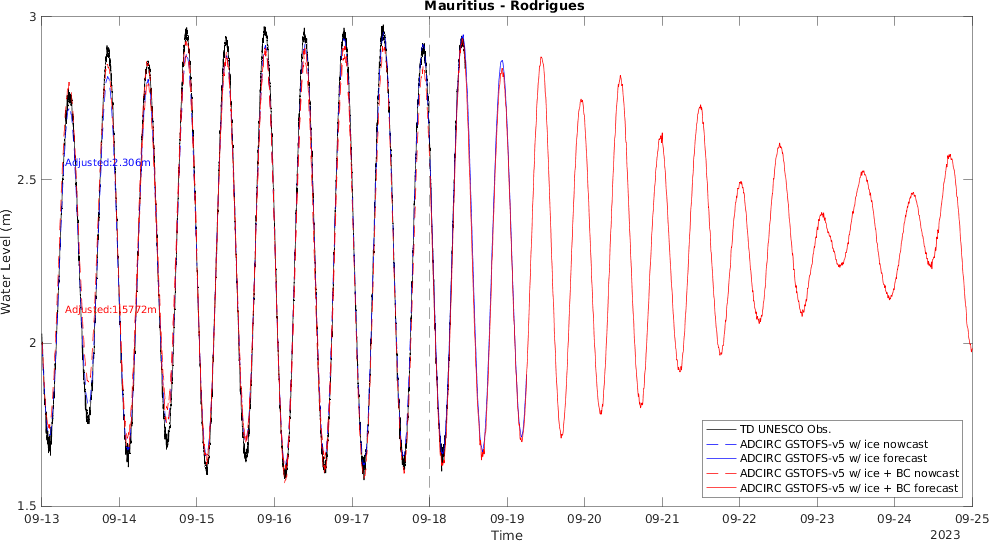 Mauritius - Rodrigues
3
2.5
2
1.5
Water Level (m)
Adjusted:2.306m
Adjusted:1.5772m
TD UNESCO Obs.
ADCIRC GSTOFS-v5 w/ ice nowcast
ADCIRC GSTOFS-v5 w/ ice forecast
ADCIRC GSTOFS-v5 w/ ice + BC nowcast
ADCIRC GSTOFS-v5 w/ ice + BC forecast
09-13 09-14 09-15 09-16 09-17 09-18 09-19 09-20 09-21 09-22 09-23 09-24 09-25
Time
2023